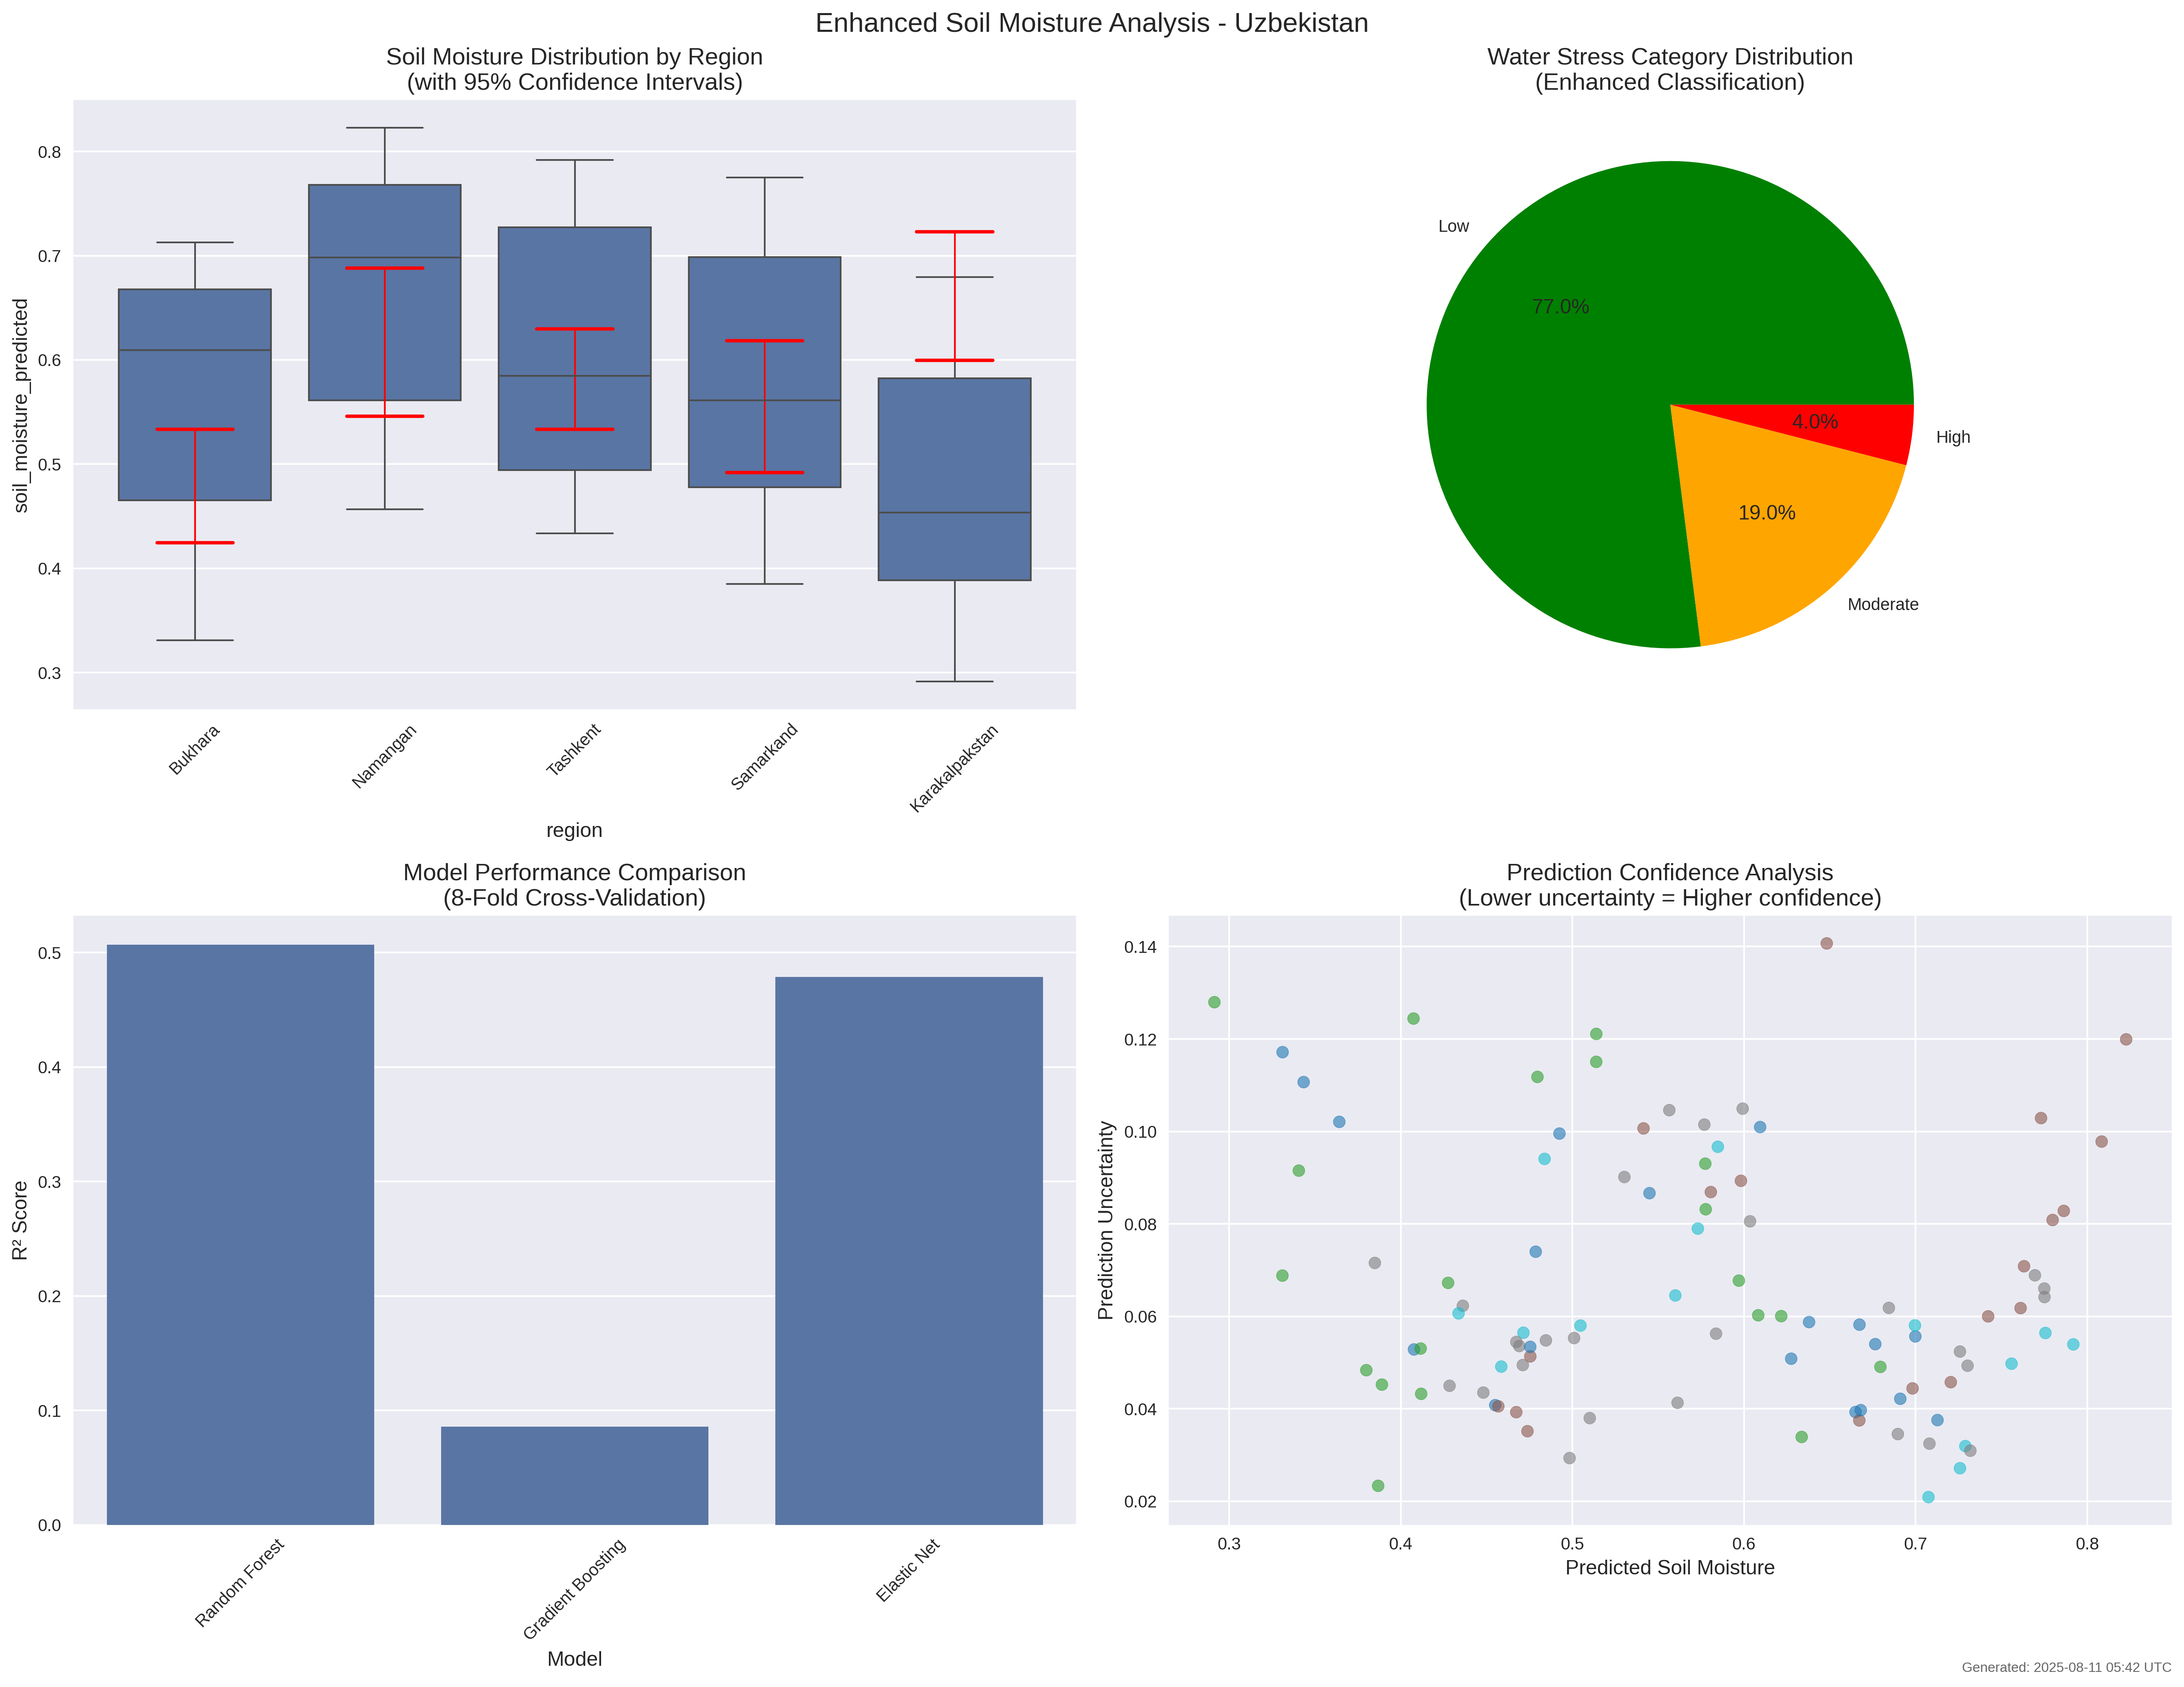 Enhanced Soil Moisture Analysis - Uzbekistan
Soil Moisture Distribution by Region
(with 95% Confidence Intervals)
soil_moisture_predicted
0.8
0.7
0.6
0.5
0.4
0.3
Bukhara
Namangan
Tashkent
Samarkand
Karakalpakstan
region
Water Stress Category Distribution
(Enhanced Classification)
Low
77.0%
4.0%
High
19.0%
Moderate
Model Performance Comparison
(8-Fold Cross-Validation)
R² Score
0.5
0.4
0.3
0.2
0.1
0.0
Random Forest
Gradient Boosting
Elastic Net
Model
Prediction Confidence Analysis
(Lower uncertainty = Higher confidence)
Prediction Uncertainty
0.14
0.12
0.10
0.08
0.06
0.04
0.02
0.3
0.4
0.5
0.6
0.7
0.8
Predicted Soil Moisture
Generated: 2025-08-11 05:42 UTC